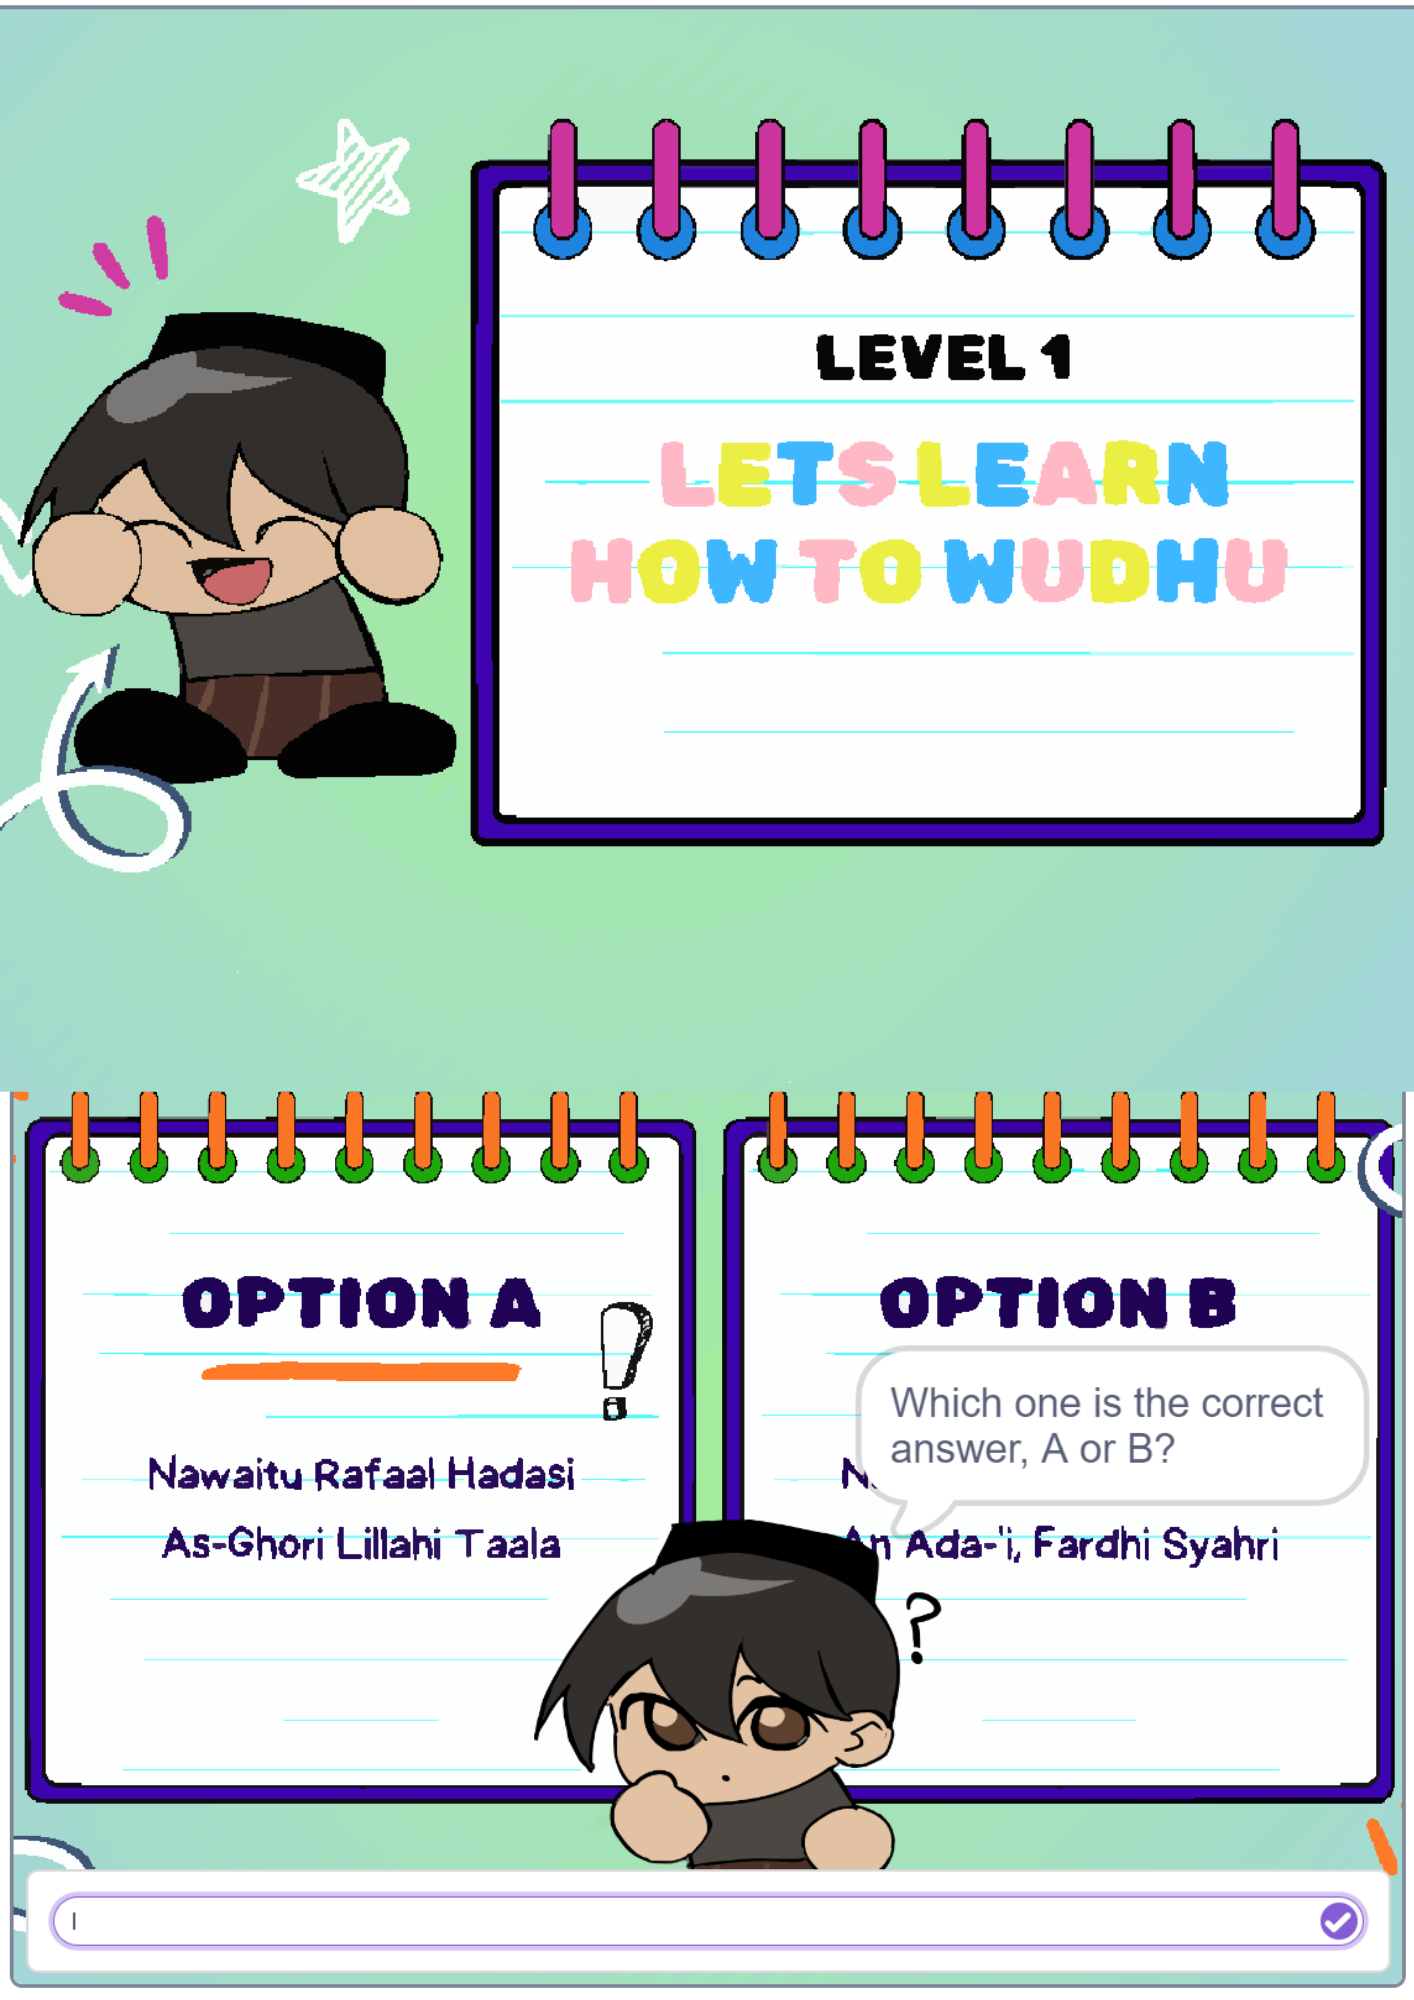 LEVEL 1
LETS LEARN
HOW TO WUDHU
OPTION A
!
Nawaitu Rafaal Hadasi
As-Ghori Lillahi Taala
OPTION B
Which one is the correct
answer, A or B?
An Ada-'i, Fardhi Syahri
?